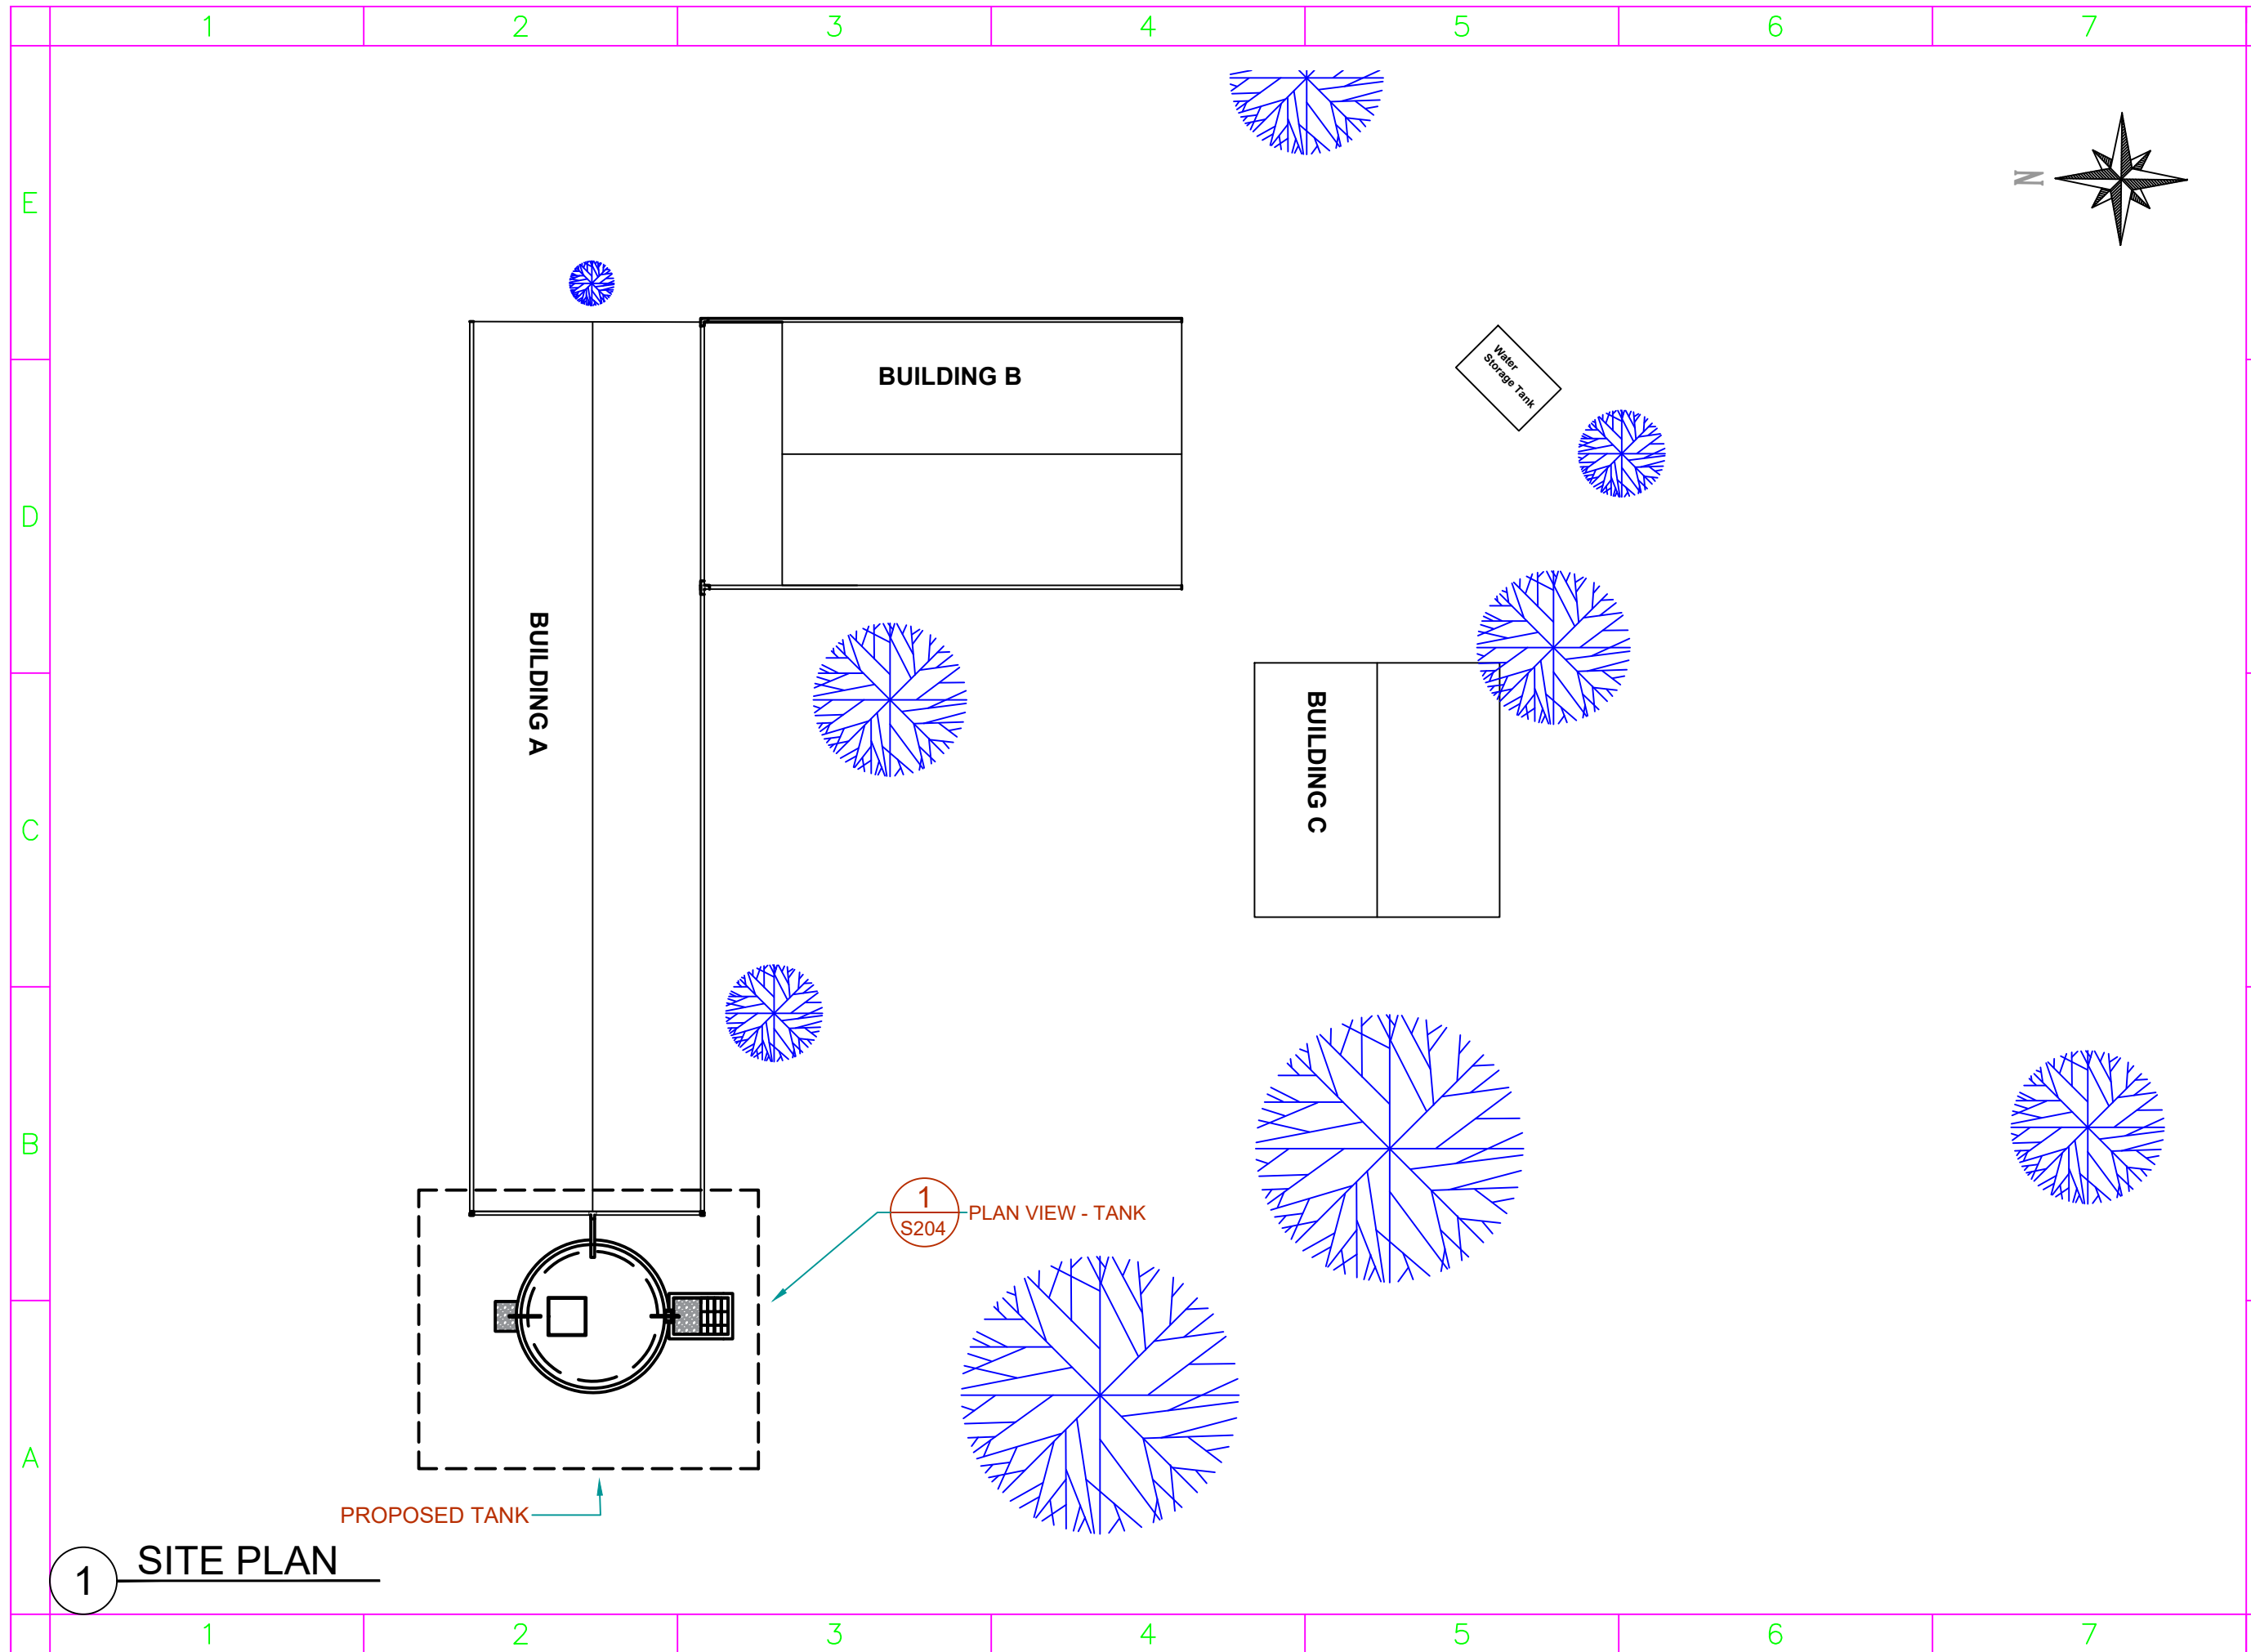 1 2 3 4 5 6 7
E
N
Water
Storage Tank
BUILDING B
D
BUILDING A
BUILDING C
C
B
1
S204
PLAN VIEW - TANK
A
PROPOSED TANK
1 SITE PLAN
1 2 3 4 5 6 7